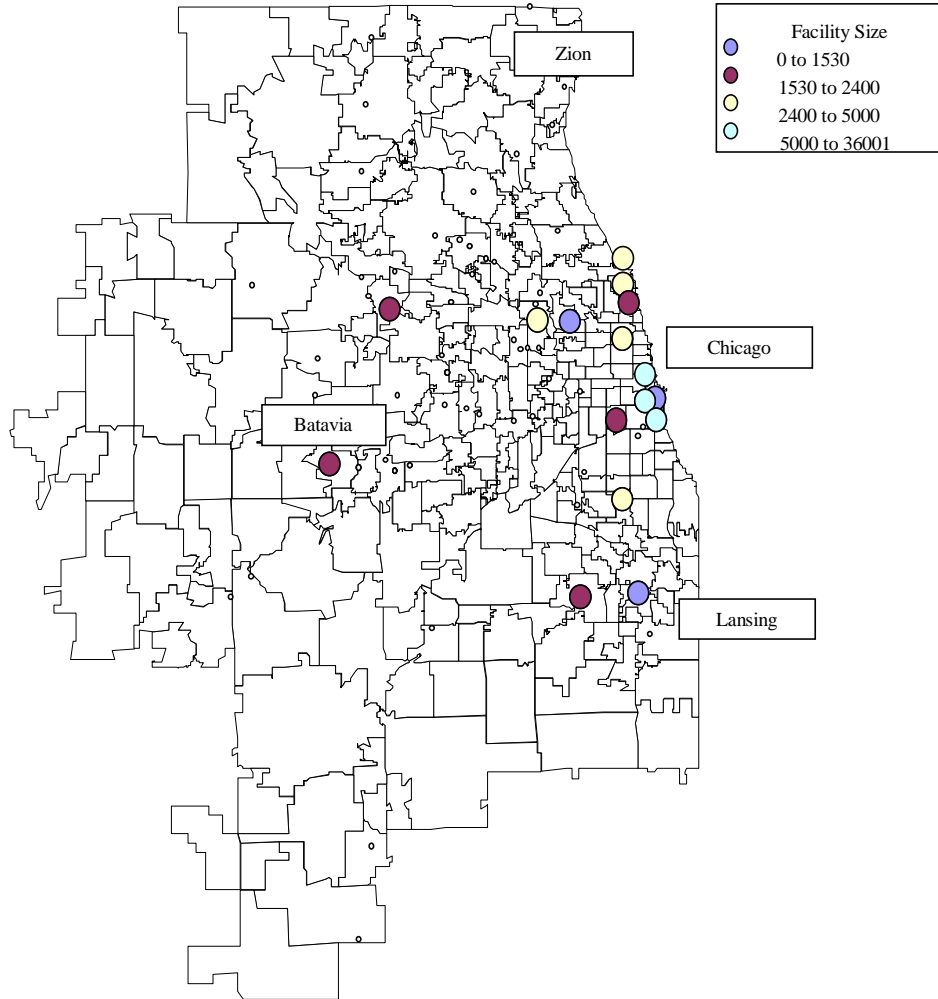 Zion
Facility Size
0 to 1530
1530 to 2400
2400 to 5000
5000 to 36001
Chicago
Batavia
Lansing